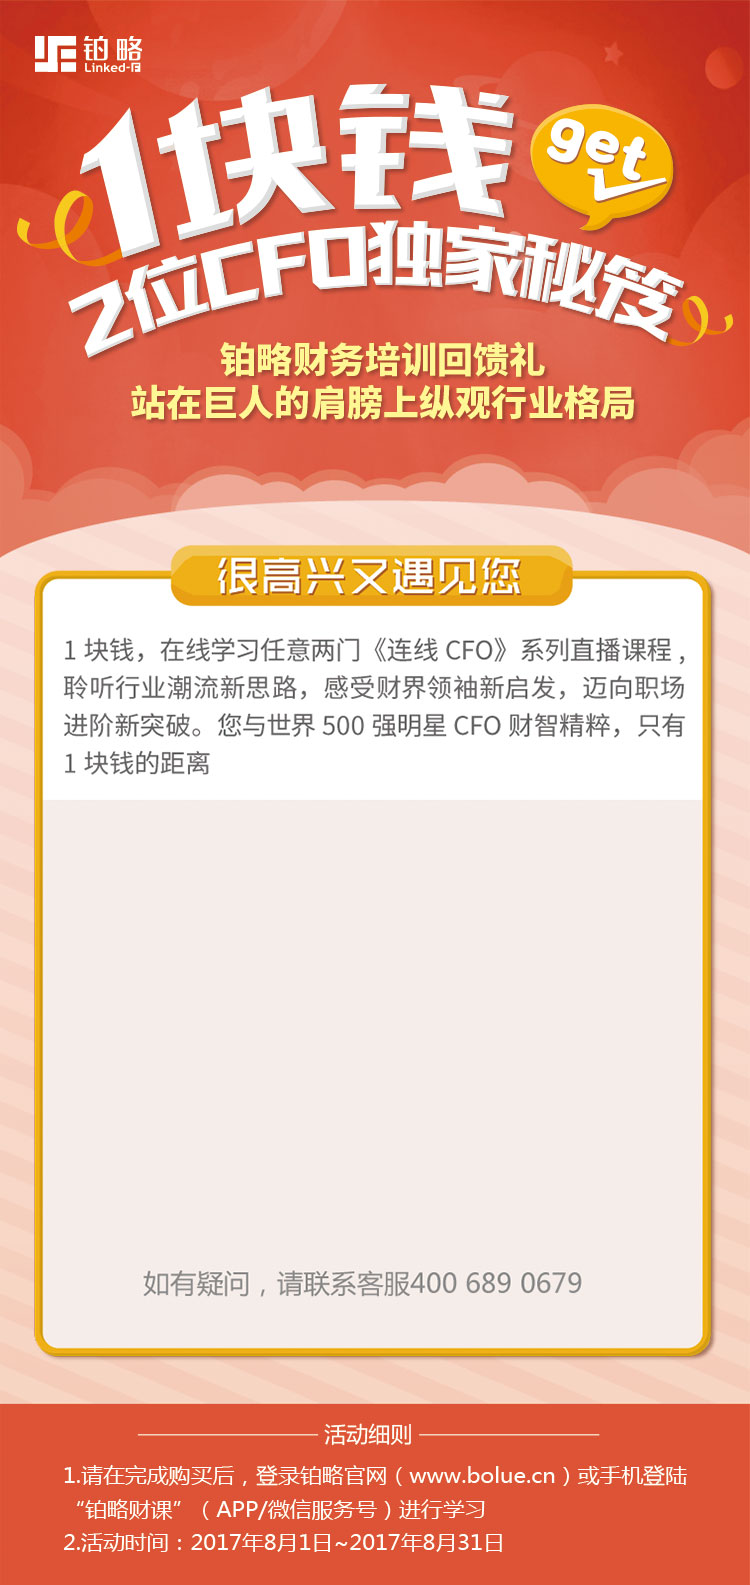 铂略
Linked-F
1块钱
get
2位CFO独家秘笈
铂略财务培训回馈礼
站在巨人的肩膀上纵观行业格局
很高兴又遇见您
1 块钱，在线学习任意两门《连线 CFO》系列直播课程，
聆听行业潮流新思路，感受财界领袖新启发，迈向职场
进阶新突破。您与世界 500 强明星 CFO 财智精粹，只有
1 块钱的距离
如有疑问，请联系客服400 689 0679
活动细则
1.请在完成购买后，登录铂略官网（www.bolue.cn）或手机登陆
“铂略财课”（APP/微信服务号）进行学习
2.活动时间：2017年8月1日~2017年8月31日